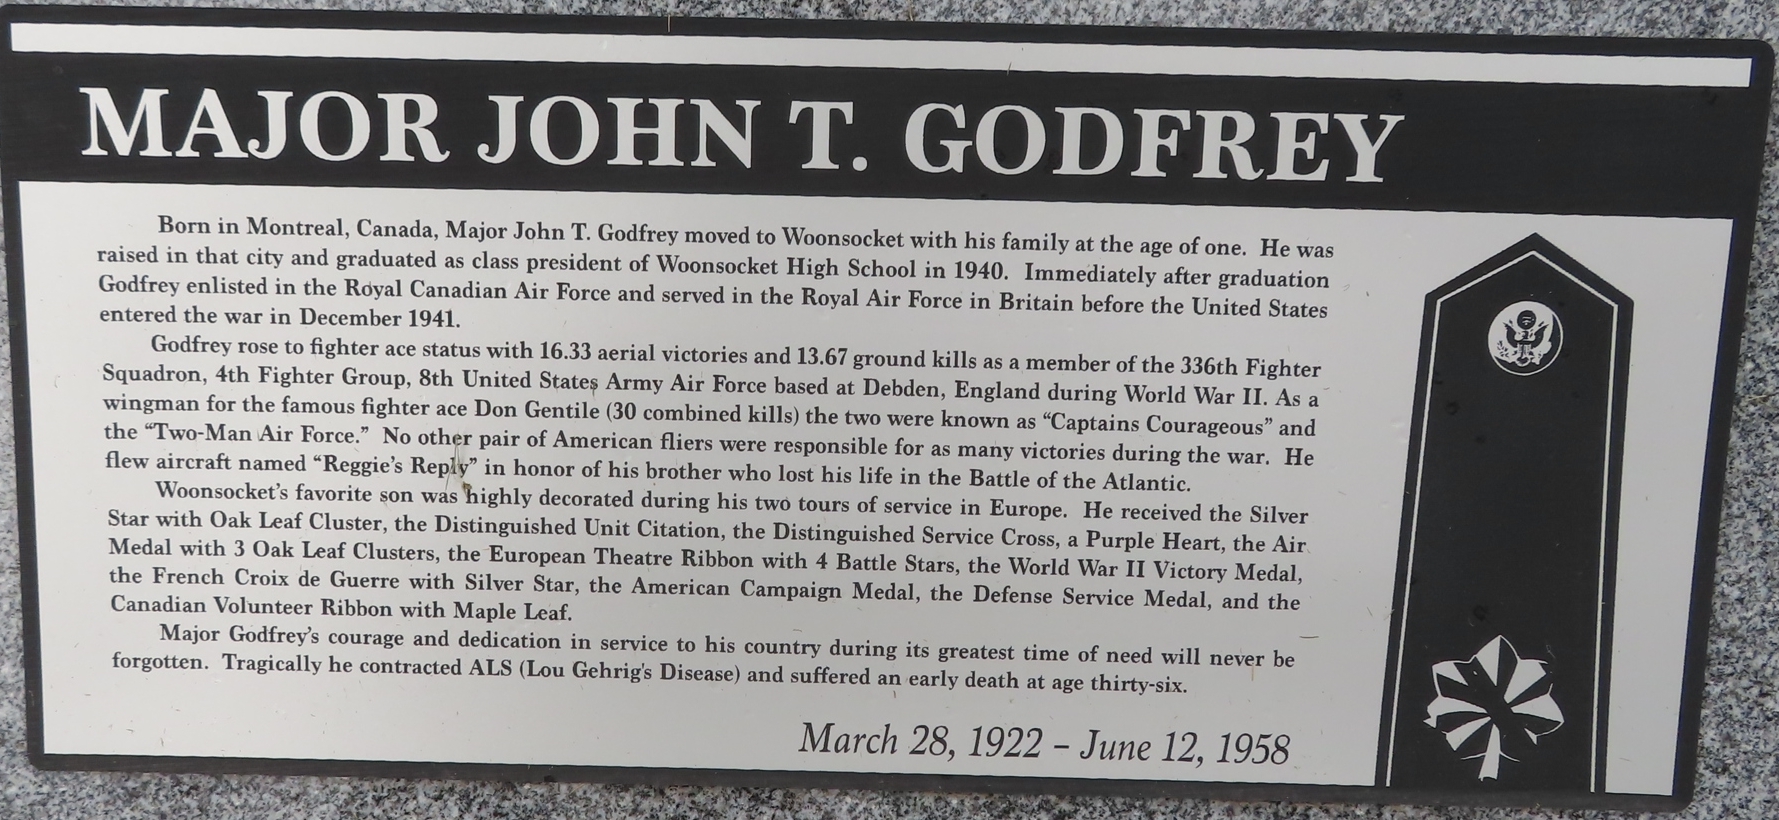 MAJOR JOHN T. GODFREY
Born in Montreal, Canada, Major John T. Godfrey moved to Woonsocket with his family at the age of one. He was
raised in that city and graduated as class president of Woonsocket High School in 1940. Immediately after graduation
Godfrey enlisted in the Royal Canadian Air Force and served in the Royal Air Force in Britain before the United States
entered the war in December 1941.
Godfrey rose to fighter ace status with 16.33 aerial victories and 13.67 ground kills as a member of the 336th Fighter
Squadron, 4th Fighter Group, 8th United States Army Air Force based at Debden, England during World War II. As a
wingman for the famous fighter ace Don Gentile (30 combined kills) the two were known as “Captains Courageous” and
the “Two-Man Air Force.” No other pair of American fliers were responsible for as many victories during the war. He
flew aircraft named “Reggie’s Reply” in honor of his brother who lost his life in the Battle of the Atlantic.
Woonsocket’s favorite son was highly decorated during his two tours of service in Europe. He received the Silver
Star with Oak Leaf Cluster, the Distinguished Unit Citation, the Distinguished Service Cross, a Purple Heart, the Air
Medal with 3 Oak Leaf Clusters, the European Theatre Ribbon with 4 Battle Stars, the World War II Victory Medal,
the French Croix de Guerre with Silver Star, the American Campaign Medal, the Defense Service Medal, and the
Canadian Volunteer Ribbon with Maple Leaf.
Major Godfrey’s courage and dedication in service to his country during its greatest time of need will never be
forgotten. Tragically he contracted ALS (Lou Gehrig's Disease) and suffered an early death at age thirty-six.
March 28, 1922 – June 12, 1958